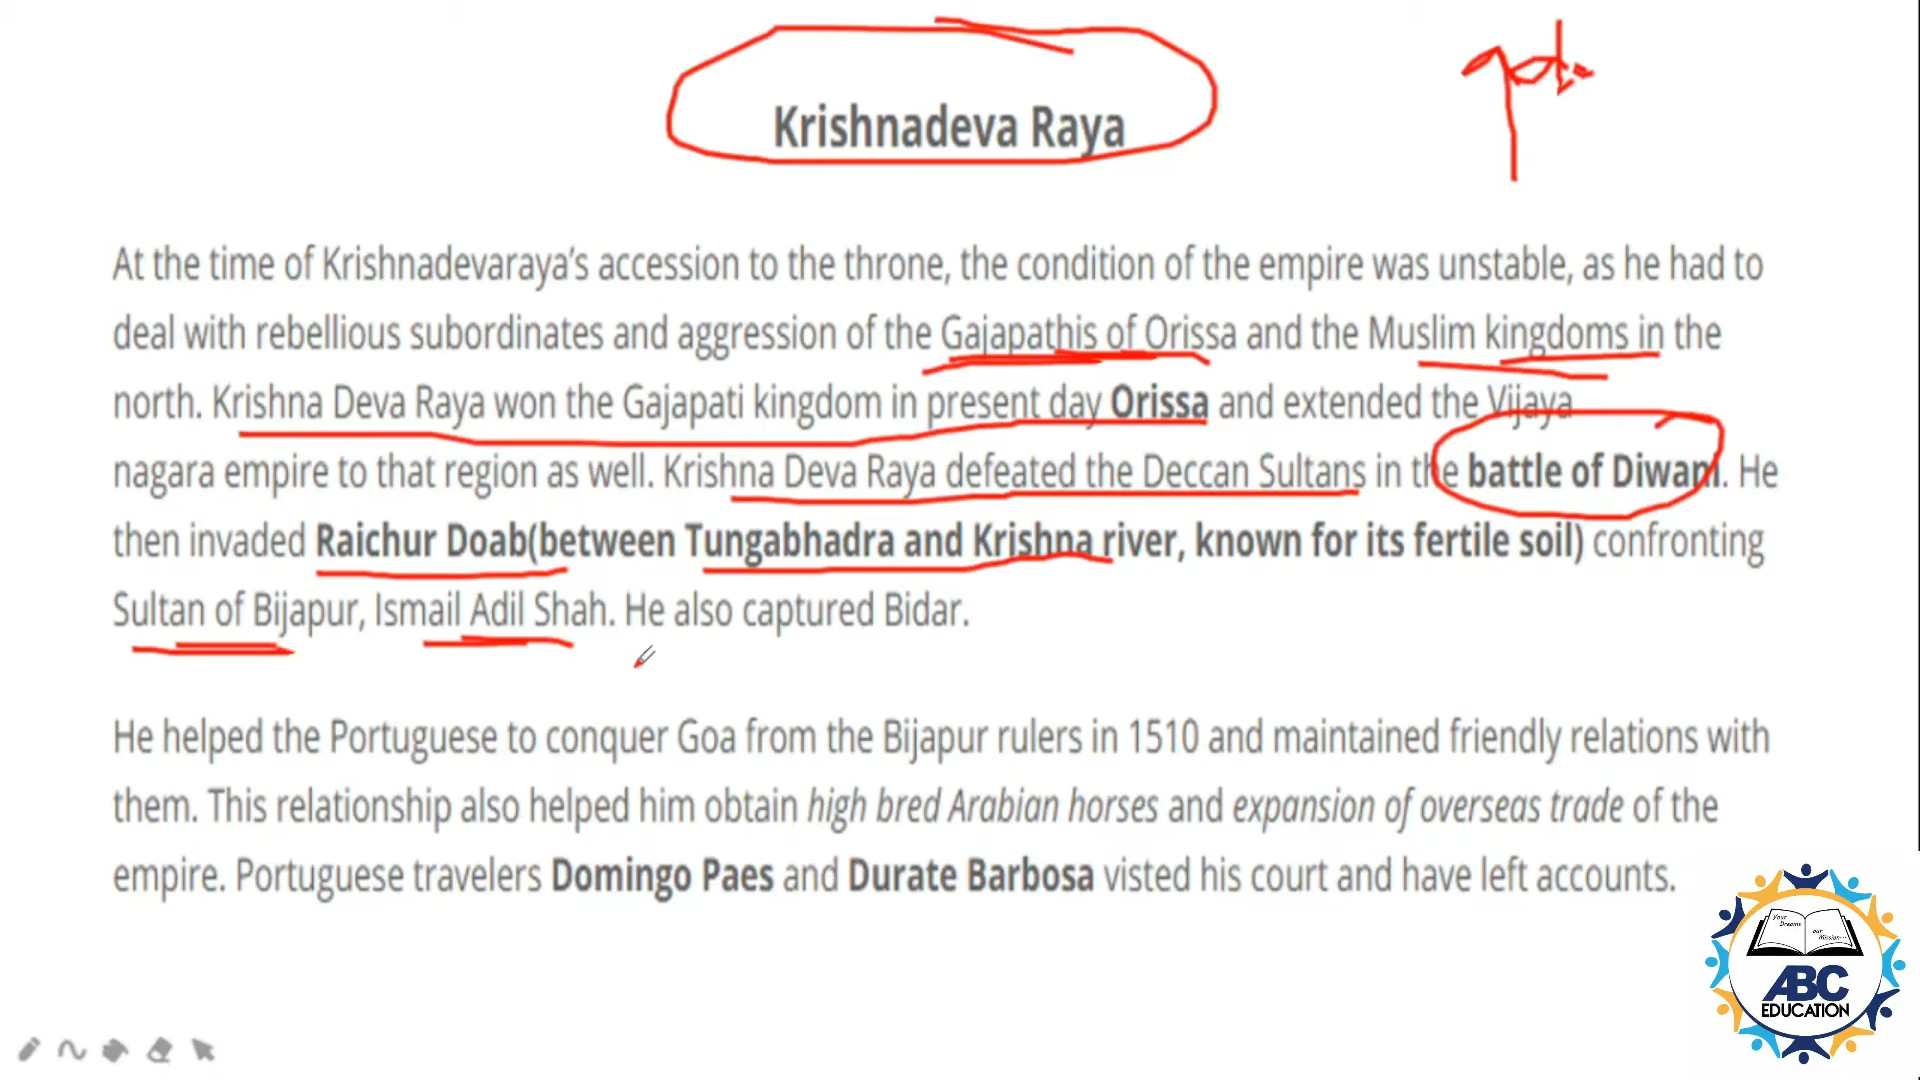 Krishnadeva Raya
At the time of Krishnadevaraya’s accession to the throne, the condition of the empire was unstable, as he had to
deal with rebellious subordinates and aggression of the Gajapathis of Orissa and the Muslim kingdoms in the
north. Krishna Deva Raya won the Gajapati kingdom in present day Orissa and extended the Vijaya
nagara empire to that region as well. Krishna Deva Raya defeated the Deccan Sultans in the battle of Diwani. He
then invaded Raichur Doab(between Tungabhadra and Krishna river, known for its fertile soil) confronting
Sultan of Bijapur, Ismail Adil Shah. He also captured Bidar.
He helped the Portuguese to conquer Goa from the Bijapur rulers in 1510 and maintained friendly relations with
them. This relationship also helped him obtain high bred Arabian horses and expansion of overseas trade of the
empire. Portuguese travelers Domingo Paes and Durate Barbosa visted his court and have left accounts.
Your Dreams
our Mission...
ABC
EDUCATION